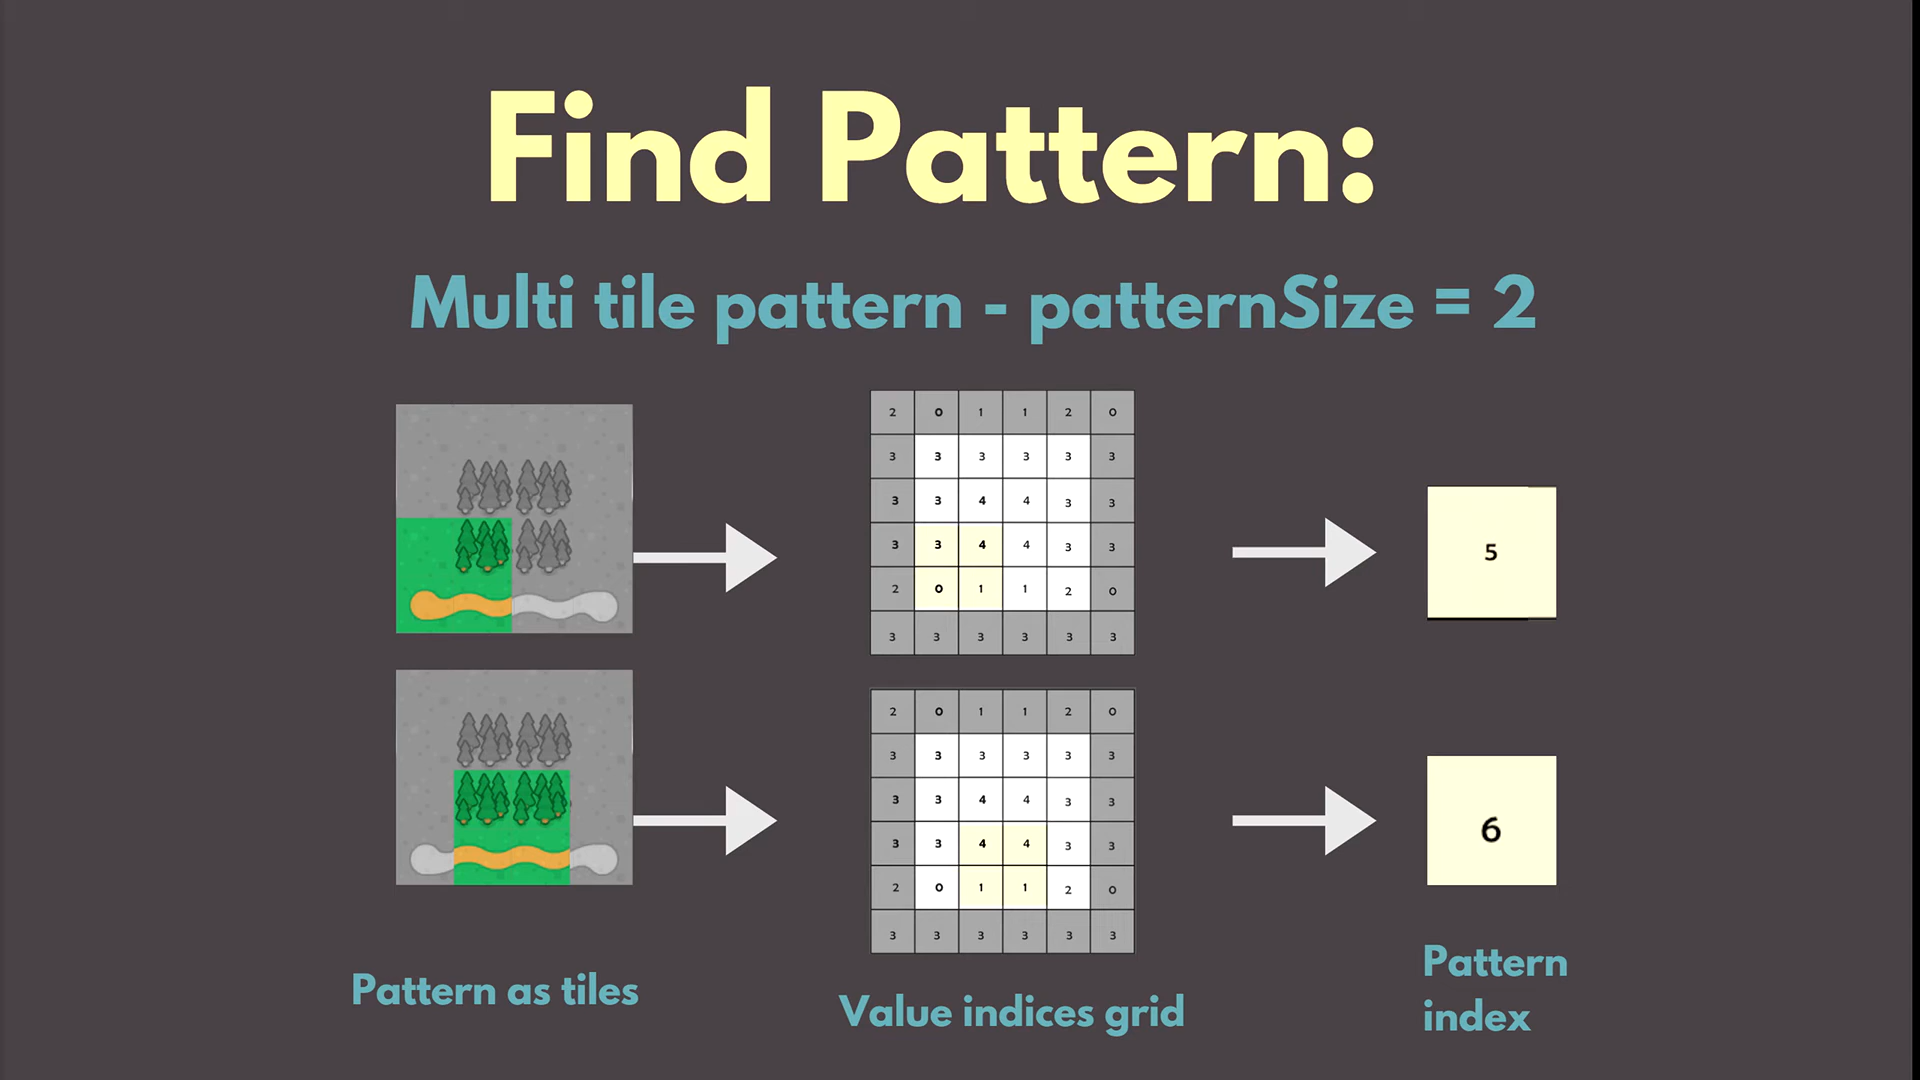 Find Pattern:
Multi tile pattern - patternSize = 2
2 0 1 1 2 0
3 3 3 3 3 3
3 3 4 4 3 3
3 3 4 4 3 3
2 0 1 1 2 0
3 3 3 3 3 3
5
2 0 1 1 2 0
3 3 3 3 3 3
3 3 4 4 3 3
3 3 4 4 3 3
2 0 1 1 2 0
3 3 3 3 3 3
6
Pattern as tiles
Value indices grid
Pattern
index